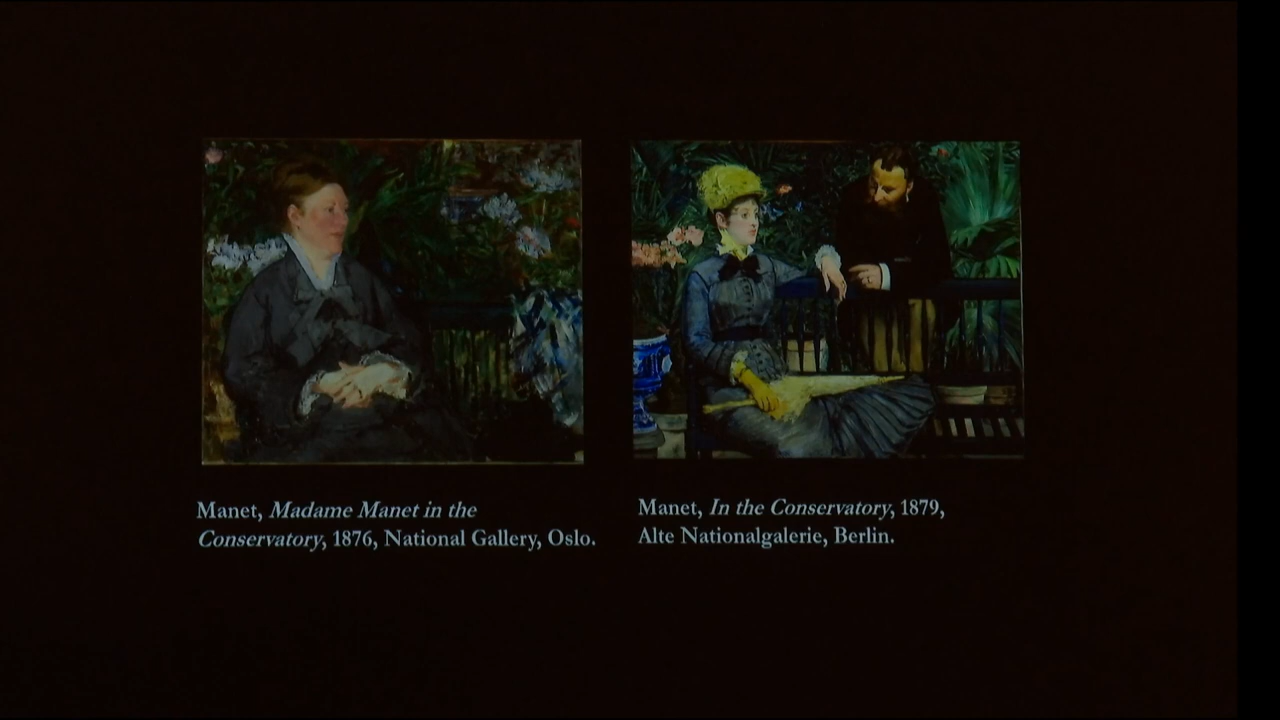 Manet, Madame Manet in the
Conservatory, 1876, National Gallery, Oslo.
Manet, In the Conservatory, 1879,
Alte Nationalgalerie, Berlin.